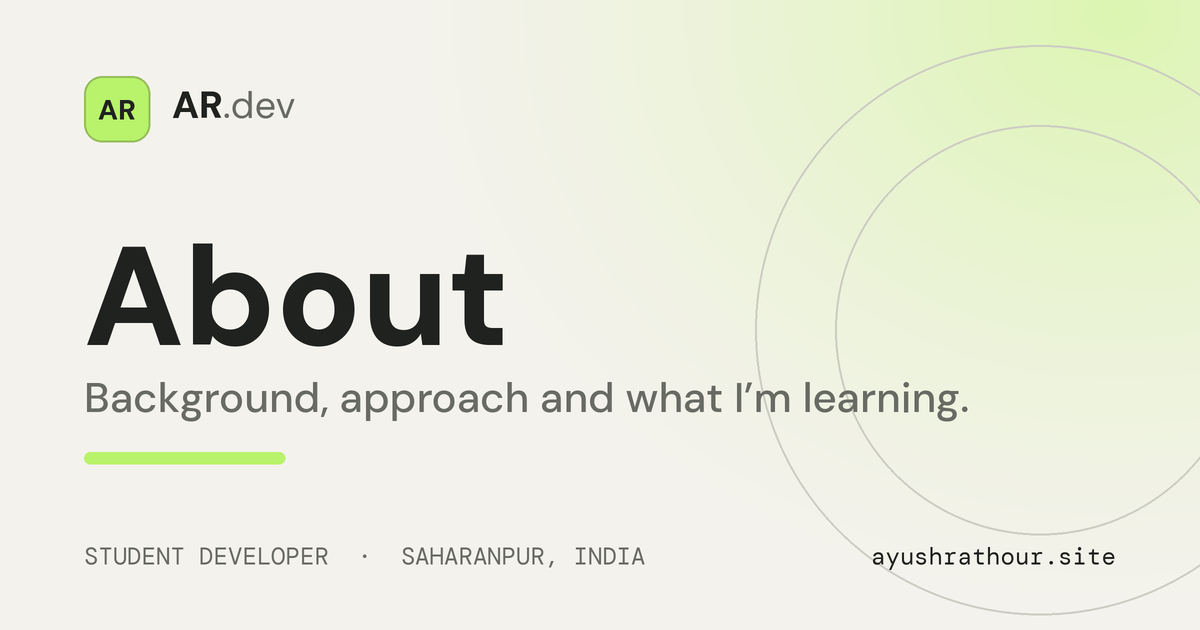 AR
AR.dev
About
Background, approach and what I’m learning.
STUDENT DEVELOPER · SAHARANPUR, INDIA
ayushrathour.site